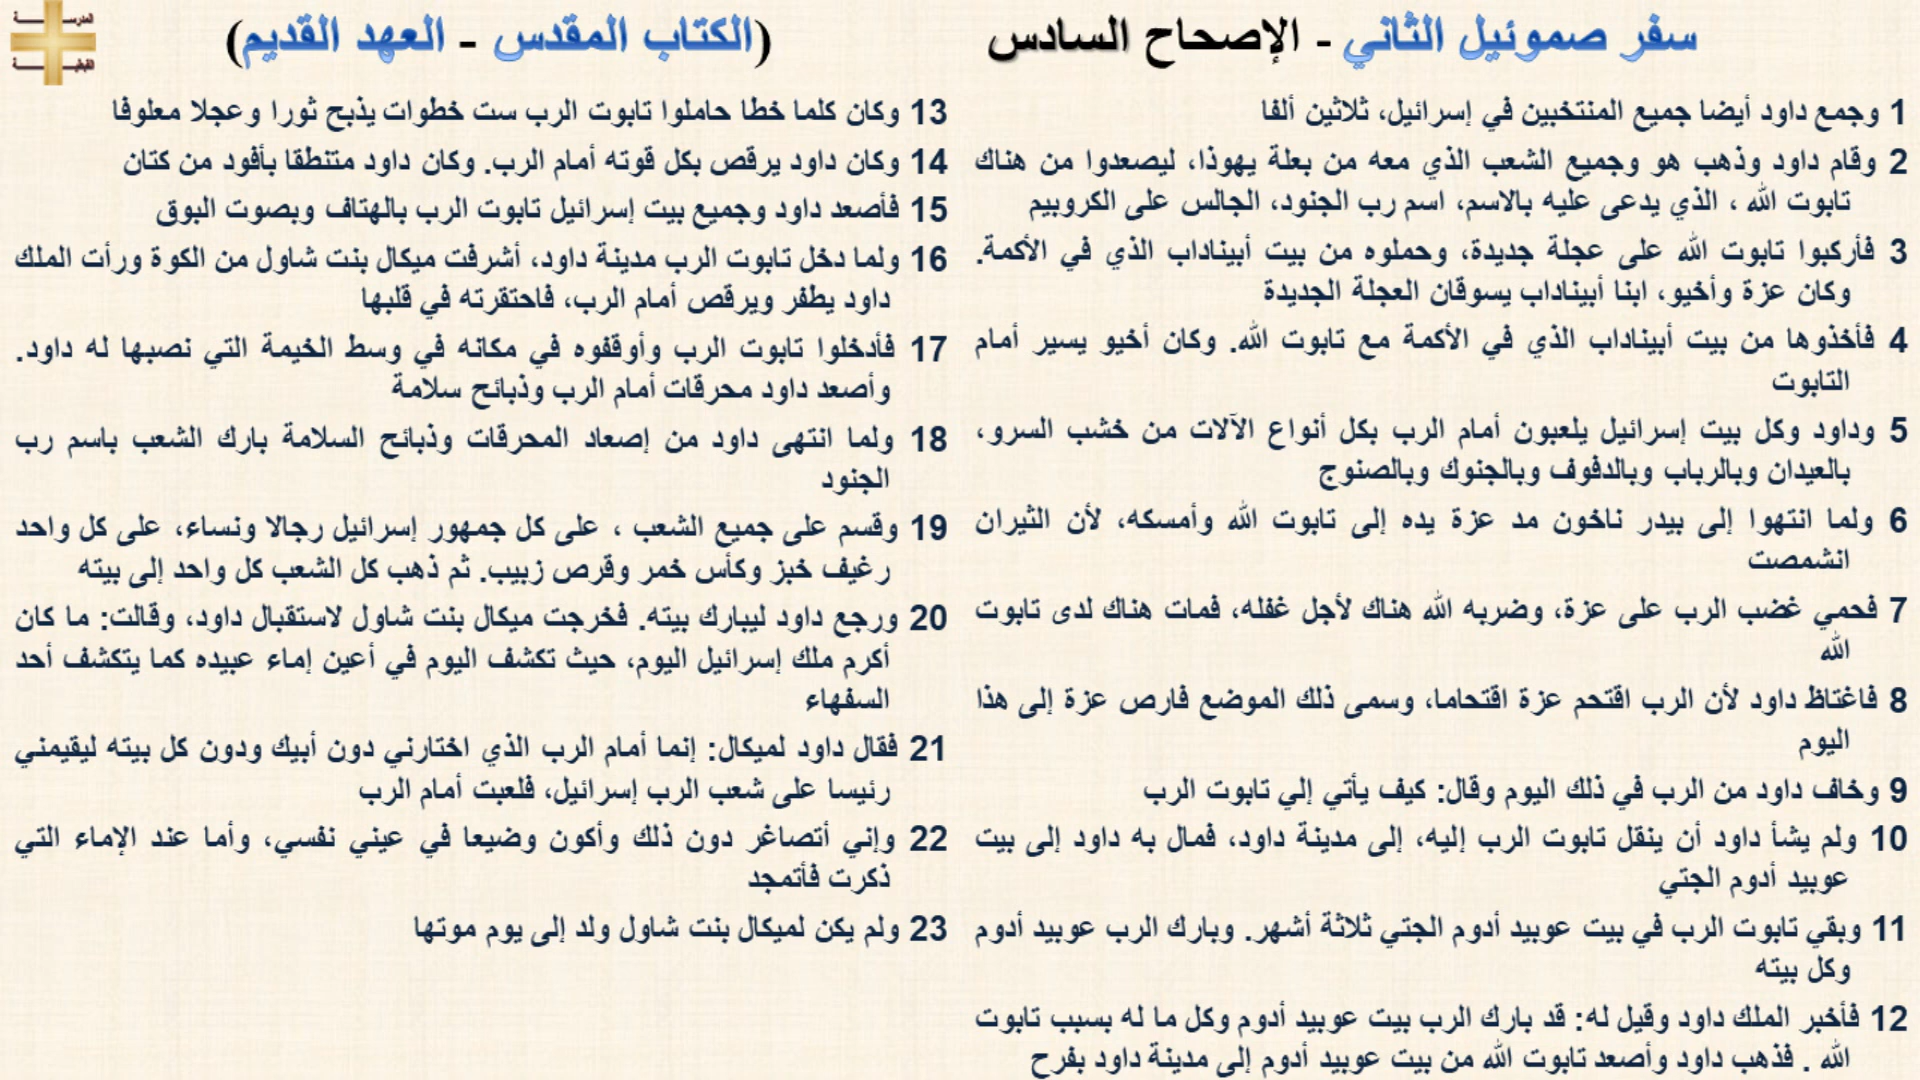 سفر صموئيل الثاني - الإصحاح السادس (الكتاب المقدس - العهد القديم)
1 وجمع داود أيضا جميع المنتخبين في إسرائيل، ثلاثين ألفا
2 وقام داود وذهب هو وجميع الشعب الذي معه من بعلة يهوذا، ليصعدوا من هناك
تابوت الله ، الذي يدعى عليه بالاسم، اسم رب الجنود، الجالس على الكروبيم
3 فأركبوا تابوت الله على عجلة جديدة، وحملوه من بيت أبيناداب الذي في الأكمة.
وكان عزة وأخيو، ابنا أبيناداب يسوقان العجلة الجديدة
4 فأخذوها من بيت أبيناداب الذي في الأكمة مع تابوت الله. وكان أخيو يسير أمام
التابوت
5 وداود وكل بيت إسرائيل يلعبون أمام الرب بكل أنواع الآلات من خشب السرو،
بالعيدان وبالرباب وبالدفوف وبالجنوك وبالصنوج
6 ولما انتهوا إلى بيدر ناخون مد عزة يده إلى تابوت الله وأمسكه، لأن الثيران
انشمصت
7 فحمي غضب الرب على عزة، وضربه الله هناك لأجل غفله، فمات هناك لدى تابوت
الله
8 فاغتاظ داود لأن الرب اقتحم عزة اقتحاما، وسمى ذلك الموضع فارص عزة إلى هذا
اليوم
9 وخاف داود من الرب في ذلك اليوم وقال: كيف يأتي إلي تابوت الرب
10 ولم يشأ داود أن ينقل تابوت الرب إليه، إلى مدينة داود، فمال به داود إلى بيت
عوبيد أدوم الجتي
11 وبقي تابوت الرب في بيت عوبيد أدوم الجتي ثلاثة أشهر. وبارك الرب عوبيد أدوم
وكل بيته
12 فأخبر الملك داود وقيل له: قد بارك الرب بيت عوبيد أدوم وكل ما له بسبب تابوت
الله . فذهب داود وأصعد تابوت الله من بيت عوبيد أدوم إلى مدينة داود بفرح
13 وكان كلما خطا حاملوا تابوت الرب ست خطوات يذبح ثورا وعجلا معلوفا
14 وكان داود يرقص بكل قوته أمام الرب. وكان داود متنطقا بأفود من كتان
15 فأصعد داود وجميع بيت إسرائيل تابوت الرب بالهتاف وبصوت البوق
16 ولما دخل تابوت الرب مدينة داود، أشرفت ميكال بنت شاول من الكوة ورأت الملك
داود يطفر ويرقص أمام الرب، فاحتقرته في قلبها
17 فأدخلوا تابوت الرب وأوقفوه في مكانه في وسط الخيمة التي نصبها له داود.
وأصعد داود محرقات أمام الرب وذبائح سلامة
18 ولما انتهى داود من إصعاد المحرقات وذبائح السلامة بارك الشعب باسم رب
الجنود
19 وقسم على جميع الشعب ، على كل جمهور إسرائيل رجالا ونساء، على كل واحد
رغيف خبز وكأس خمر وقرص زبيب. ثم ذهب كل الشعب كل واحد إلى بيته
20 ورجع داود ليبارك بيته. فخرجت ميكال بنت شاول لاستقبال داود، وقالت: ما كان
أكرم ملك إسرائيل اليوم، حيث تكشف اليوم في أعين إماء عبيده كما يتكشف أحد
السفهاء
21 فقال داود لميكال: إنما أمام الرب الذي اختارني دون أبيك ودون كل بيته ليقيمني
رئيسا على شعب الرب إسرائيل، فلعبت أمام الرب
22 وإني أتصاغر دون ذلك وأكون وضيعا في عيني نفسي، وأما عند الإماء التي
ذكرت فأتمجد
23 ولم يكن لميكال بنت شاول ولد إلى يوم موتها